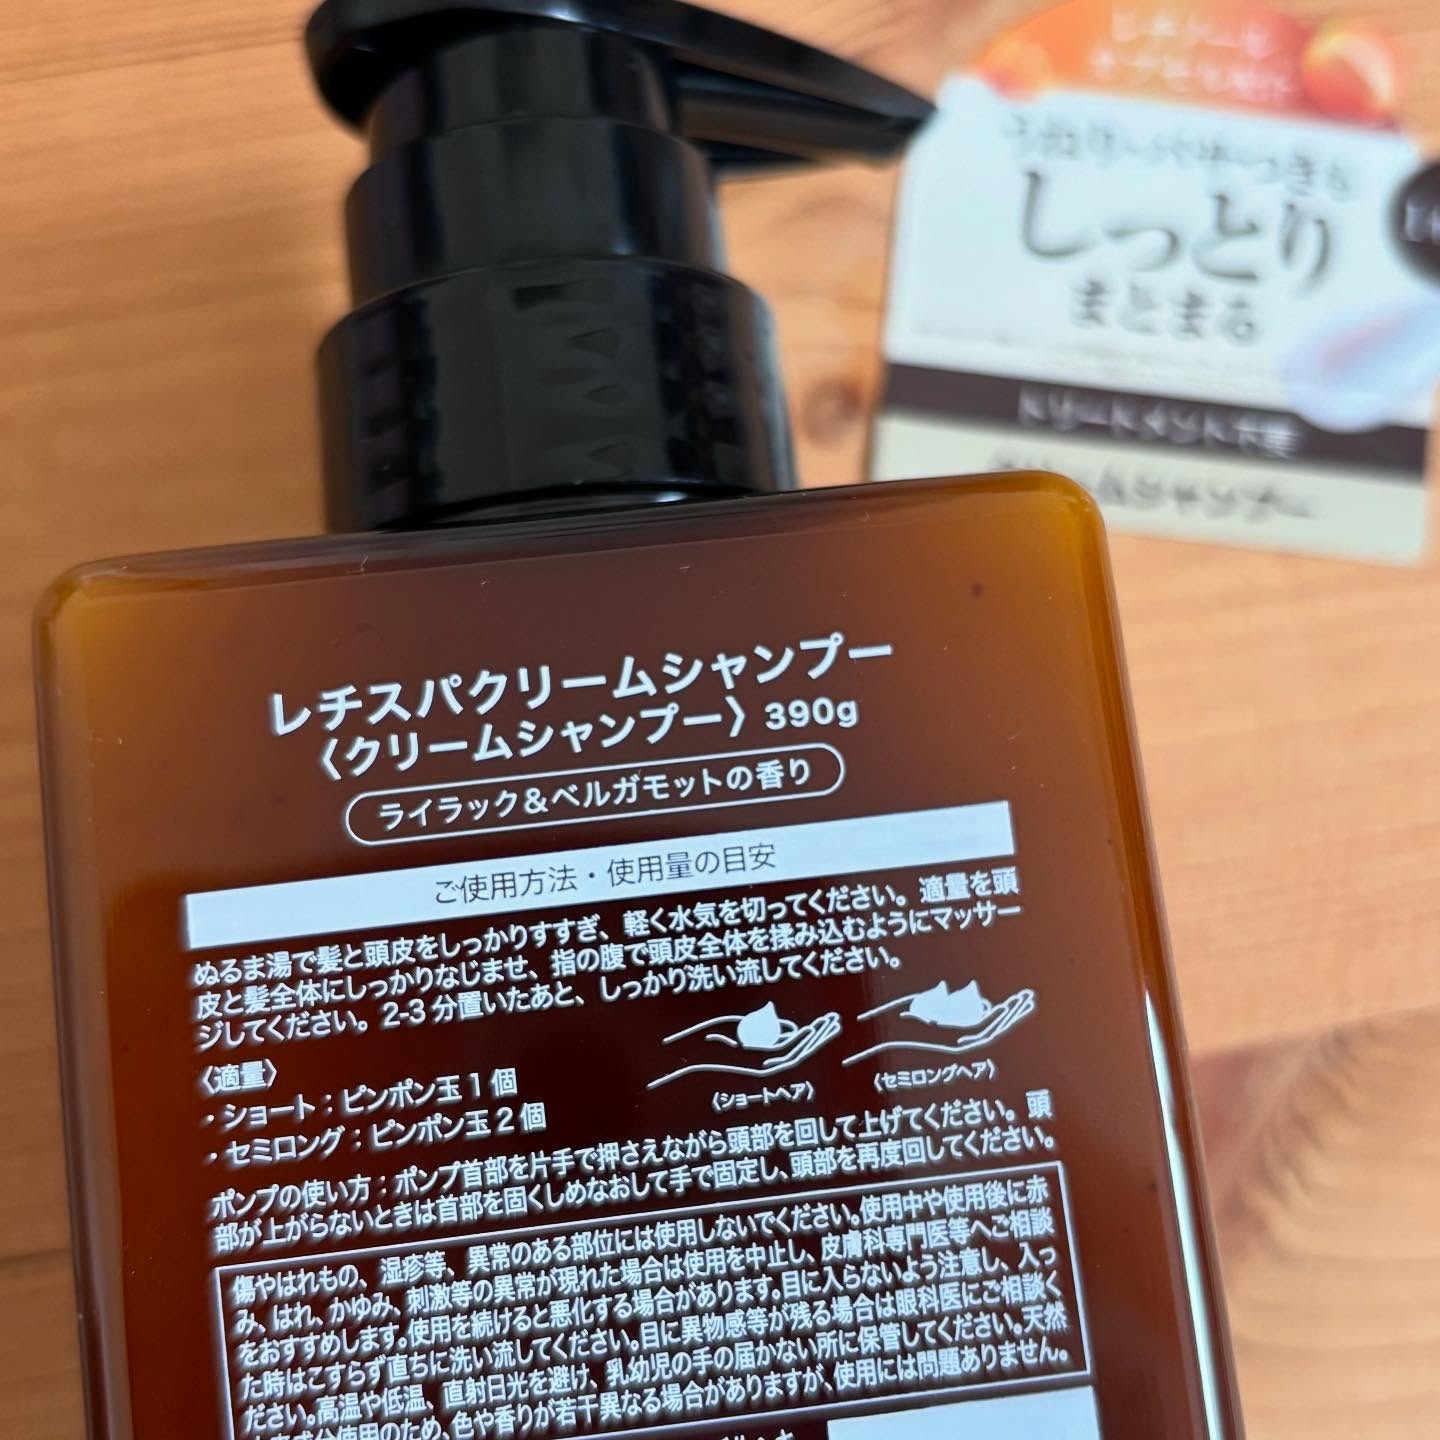 しっとり
まとまる
レチスパクリームシャンプー
〈クリームシャンプー〉390g
ライラック&ベルガモットの香り
ご使用方法・使用量の目安
ぬるま湯で髪と頭皮をしっかりすすぎ、軽く水気を切ってください。適量を頭
皮と髪全体にしっかりなじませ、指の腹で頭皮全体を揉み込むようにマッサー
ジしてください。2-3分置いたあと、しっかり洗い流してください。
〈適量〉
・ショート:ピンポン玉1個
・セミロング:ピンポン玉2個
〈ショートヘア〉
〈セミロングヘア〉
ポンプの使い方:ポンプ首部を片手で押さえながら頭部を回して上げてください。頭
部が上がらないときは首部を固くしめなおして手で固定し、頭部を再度回してください。
傷やはれもの、湿疹等、異常のある部位には使用しないでください。使用中や使用後に赤
み、はれ、かゆみ、刺激等の異常が現れた場合は使用を中止し、皮膚科専門医等へご相談
をおすすめします。使用を続けると悪化する場合があります。目に入らないよう注意し、入っ
た時はこすらず直ちに洗い流してください。目に異物感等が残る場合は眼科医にご相談く
ださい。高温や低温、直射日光を避け、乳幼児の手の届かない所に保管してください。天然
由来成分使用のため、色や香りが若干異なる場合がありますが、使用には問題ありません。